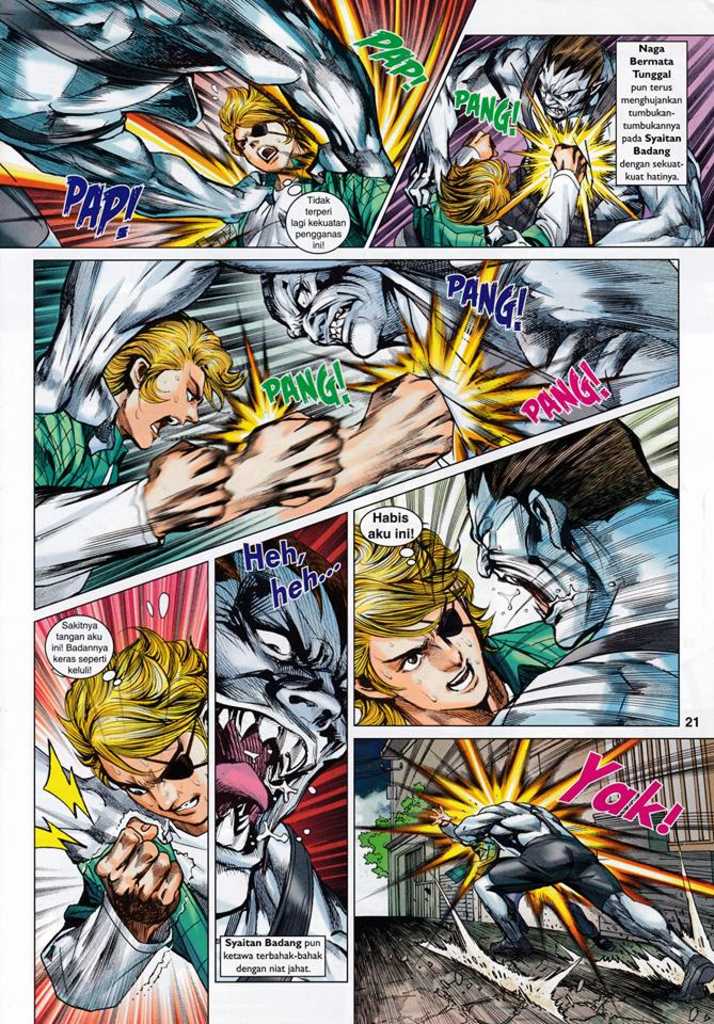 PAP!
PAP!
Tidak
terperi
lagi kekuatan
pengganas
ini!
PANG!
Naga
Bermata
Tunggal
pun terus
menghujankan
tumbukan-
tumbukannya
pada Syaitan
Badang
dengan sekuat-
kuat hatinya.
PANG!
PANG!
PANG!
Habis
aku ini!
Sakitnya
tangan aku
ini! Badannya
keras seperti
keluli!
Heh,
heh...
Syaitan Badang pun
ketawa terbahak-bahak
dengan niat jahat.
21
Yak!